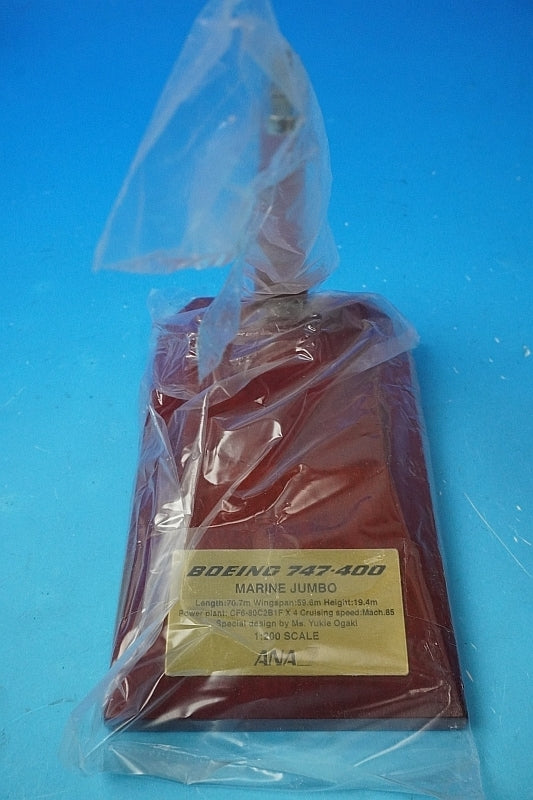 BOEING 747-400
MARINE JUMBO
Length:70.7m Wingspan:59.6m Height:19.4m
Power plant: CF6-80C2B1F X 4 Cruising speed:Mach.85
Special design by Ms. Yukie Ogaki
1:200 SCALE
ANA